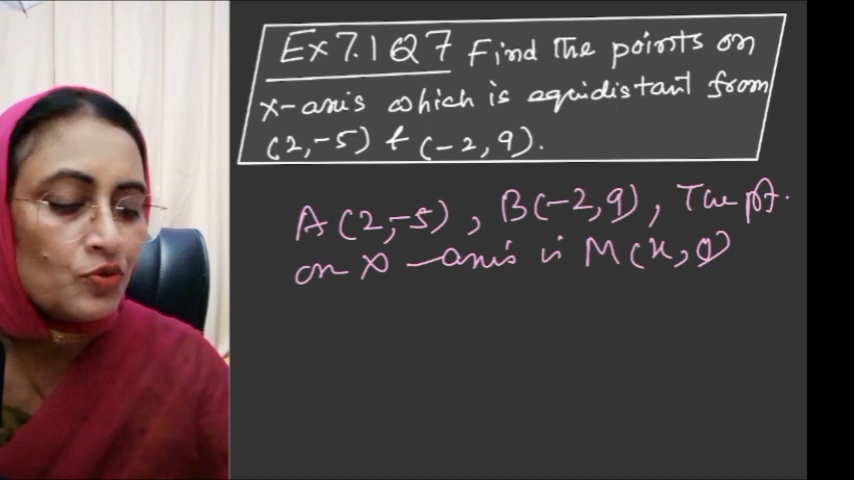 Ex 7.1 Q 7 Find the points on
x-axis which is equidistant from
(2,-5) & (-2, 9).
A (2,-5), B(-2,9), The pt.
on X-axis is M(x, 0)